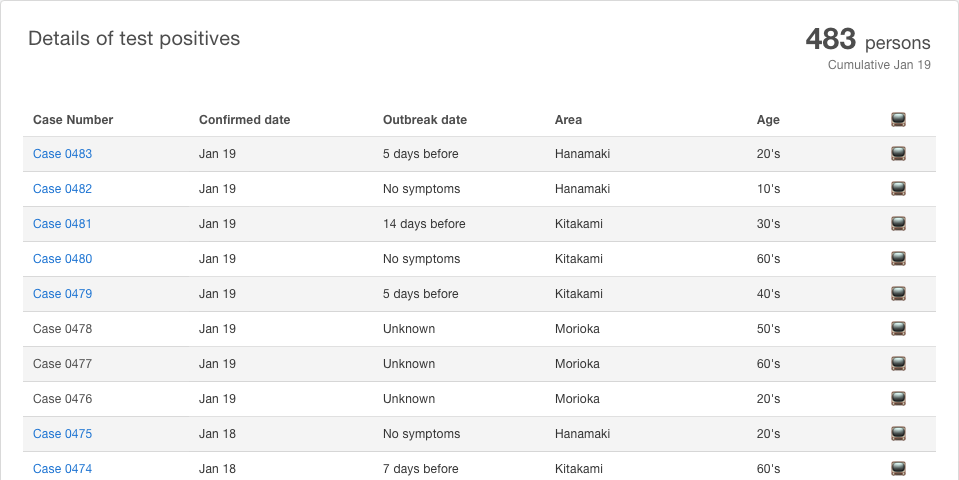 Details of test positives
483 persons
Cumulative Jan 19
Case Number Confirmed date Outbreak date Area Age
Case 0483 Jan 19 5 days before Hanamaki 20's
Case 0482 Jan 19 No symptoms Hanamaki 10's
Case 0481 Jan 19 14 days before Kitakami 30's
Case 0480 Jan 19 No symptoms Kitakami 60's
Case 0479 Jan 19 5 days before Kitakami 40's
Case 0478 Jan 19 Unknown Morioka 50's
Case 0477 Jan 19 Unknown Morioka 60's
Case 0476 Jan 19 Unknown Morioka 20's
Case 0475 Jan 18 No symptoms Hanamaki 20's
Case 0474 Jan 18 7 days before Kitakami 60's